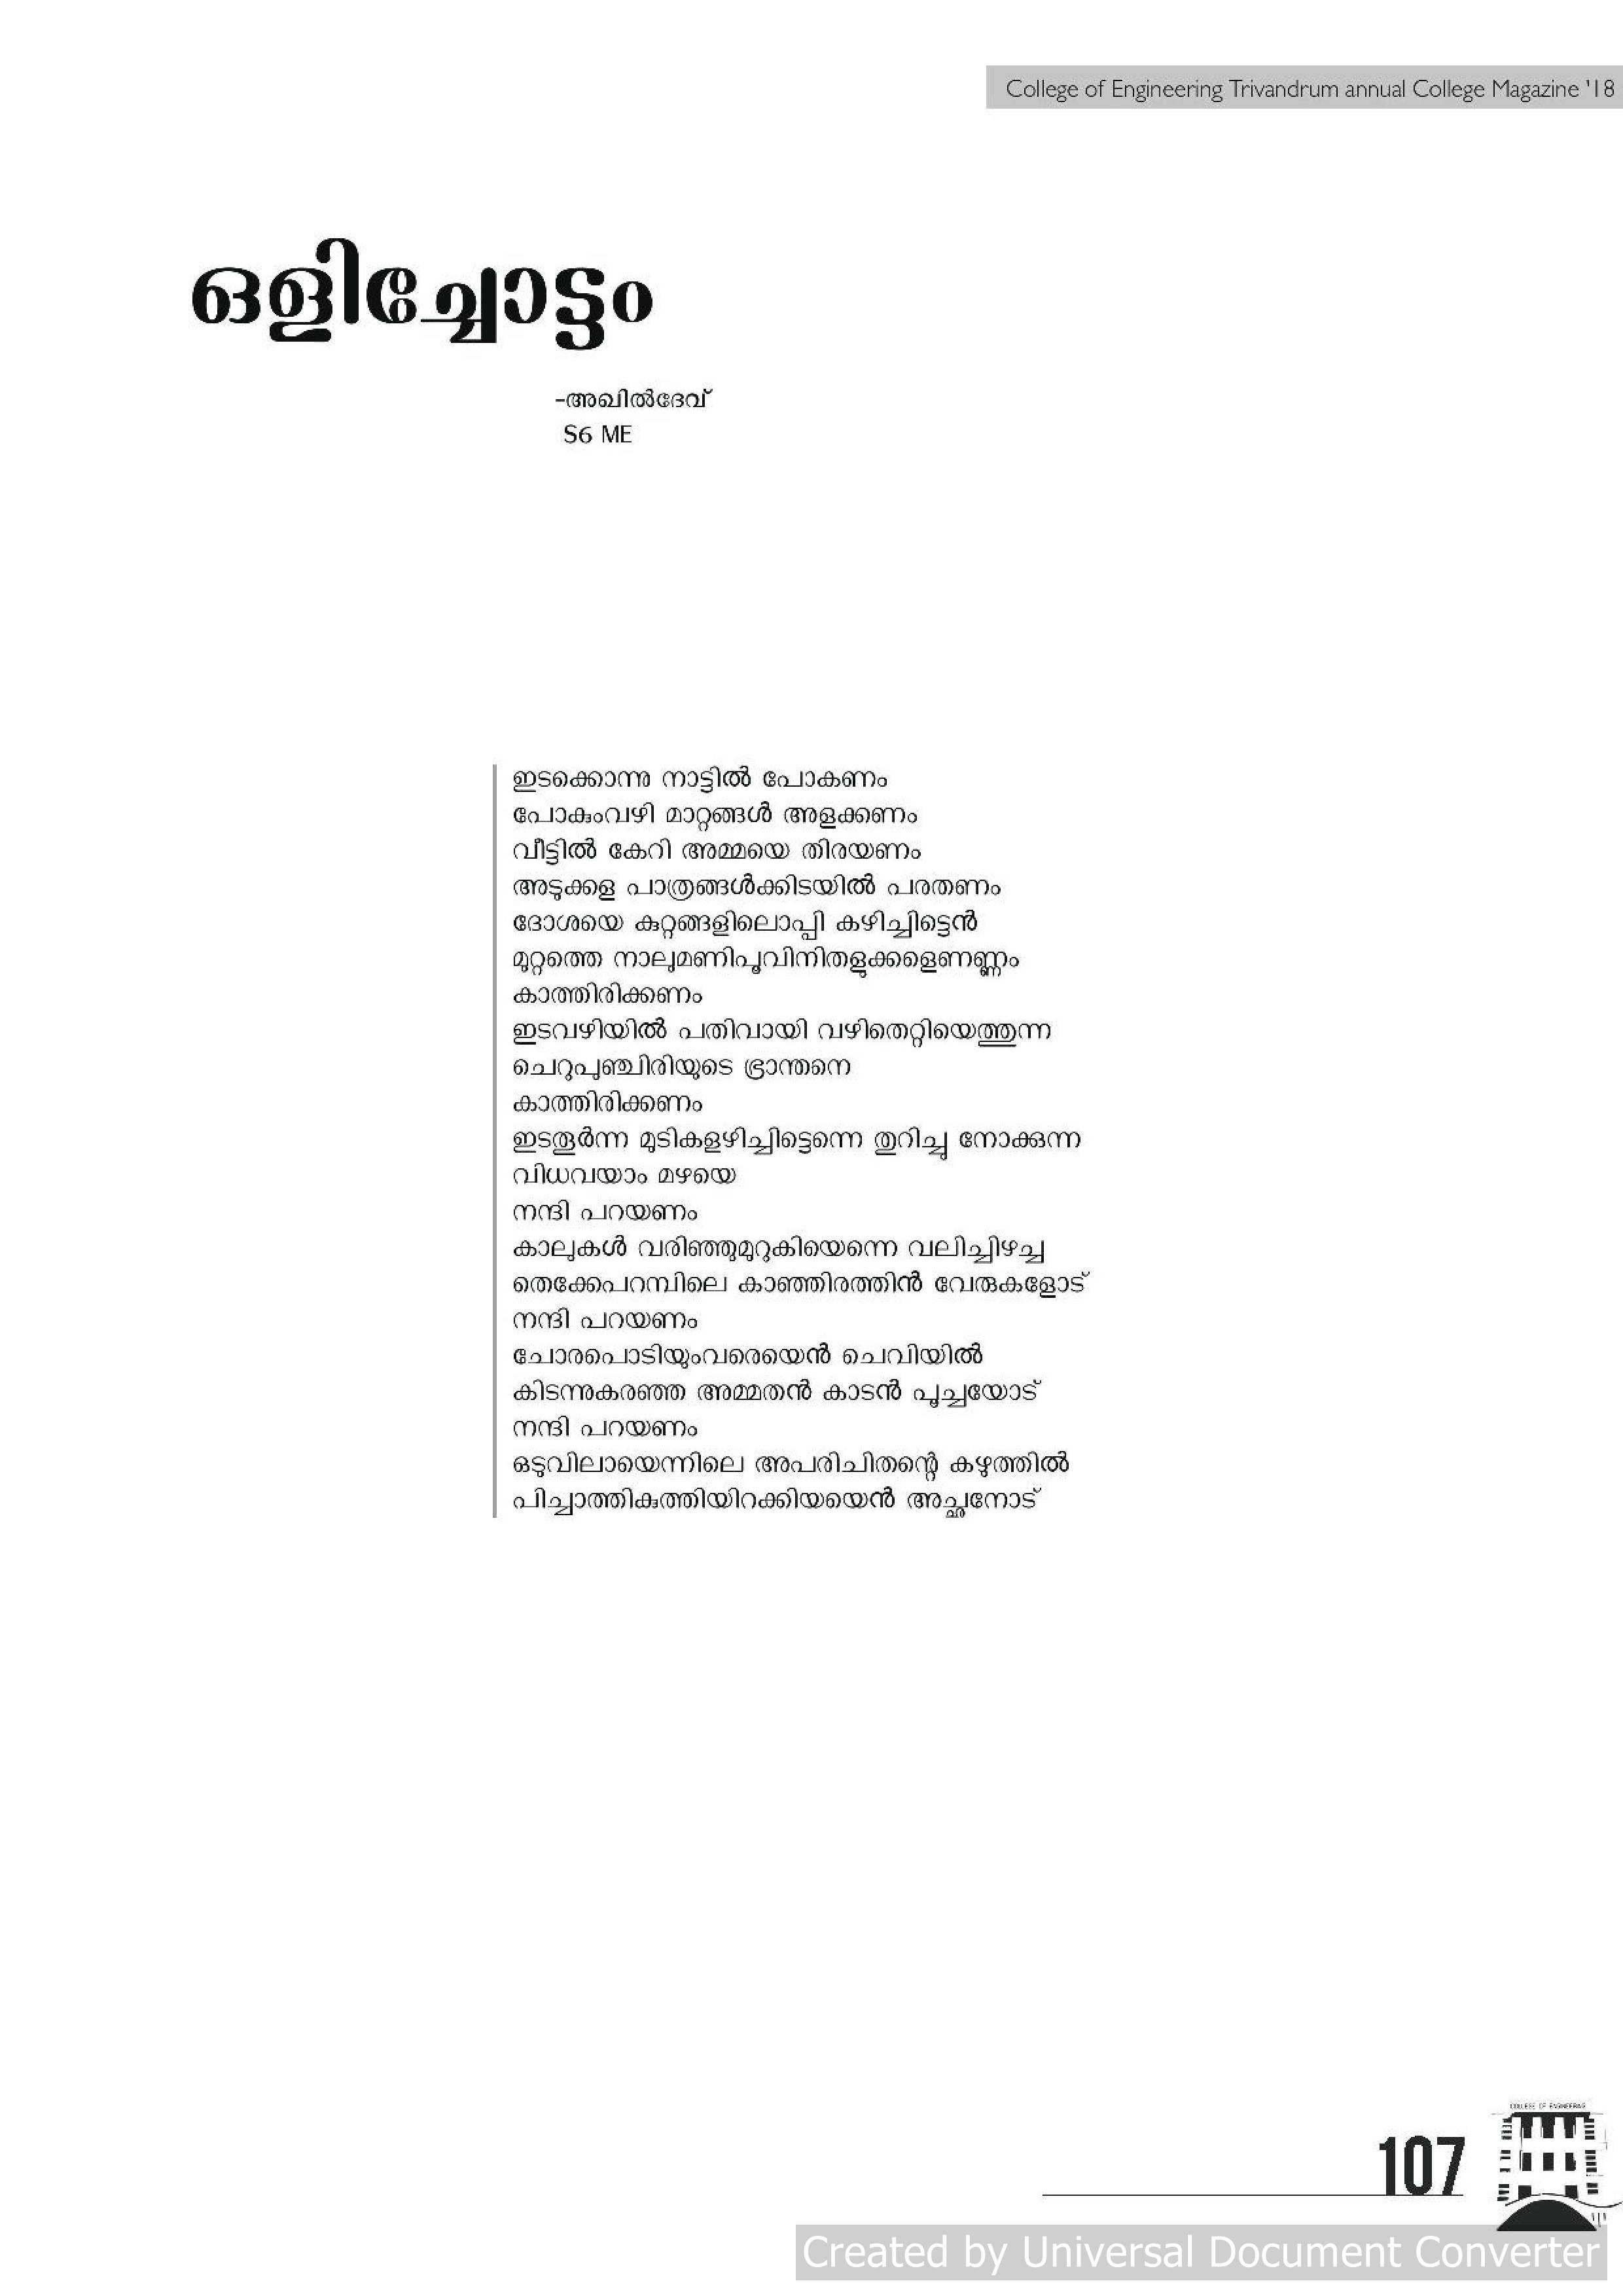 College of Engineering Trivandrum annual College Magazine '18
ഒളിച്ചോട്ടം
-അഖിൽദേവ്
S6 ME
ഇടക്കൊന്നു നാട്ടിൽ പോകണം
പോകുംവഴി മാറ്റങ്ങൾ അളക്കണം
വീട്ടിൽ കേറി അമ്മയെ തിരയണം
അടുക്കള പാത്രങ്ങൾക്കിടയിൽ പരതണം
ദോശയെ കുറ്റങ്ങളിലൊപ്പി കഴിച്ചിട്ടെൻ
മുറ്റത്തെ നാലുമണിപൂവിനിതളുക്കളെണണ്ണം
കാത്തിരിക്കണം
ഇടവഴിയിൽ പതിവായി വഴിതെറ്റിയെത്തുന്ന
ചെറുപുഞ്ചിരിയുടെ ഭ്രാന്തനെ
കാത്തിരിക്കണം
ഇടതൂർന്ന മുടികളഴിച്ചിട്ടെന്നെ തുറിച്ചു നോക്കുന്ന
വിധവയാം മഴയെ
നന്ദി പറയണം
കാലുകൾ വരിഞ്ഞുമുറുകിയെന്നെ വലിച്ചിഴച്ച
തെക്കേപറമ്പിലെ കാഞ്ഞിരത്തിൻ വേരുകളോട്
നന്ദി പറയണം
ചോരപൊടിയുംവരെയെൻ ചെവിയിൽ
കിടന്നുകരഞ്ഞ അമ്മതൻ കാടൻ പൂച്ചയോട്
നന്ദി പറയണം
ഒടുവിലായെന്നിലെ അപരിചിതന്റെ കഴുത്തിൽ
പിച്ചാത്തികുത്തിയിറക്കിയയെൻ അച്ഛനോട്
COLLEGE OF ENGINEERING
107
Created by Universal Document Converter